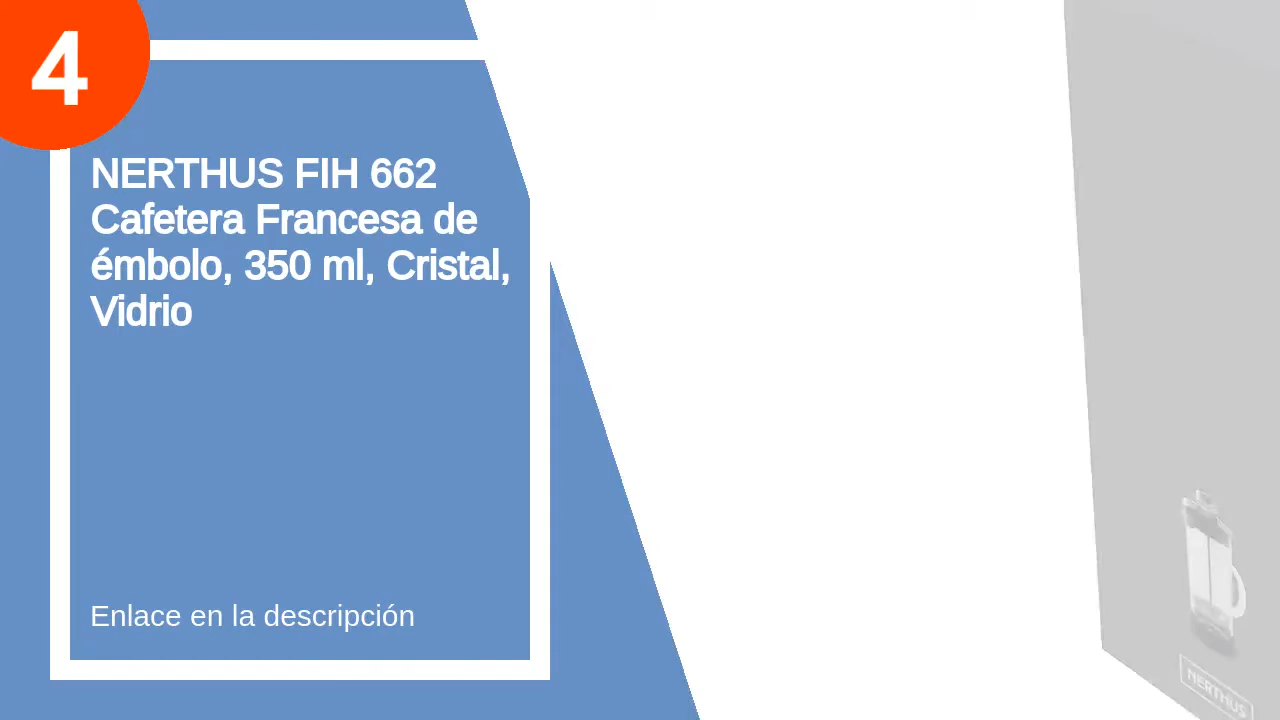 4
NERTHUS FIH 662
Cafetera Francesa de
émbolo, 350 ml, Cristal,
Vidrio
Enlace en la descripción
NERTHUS